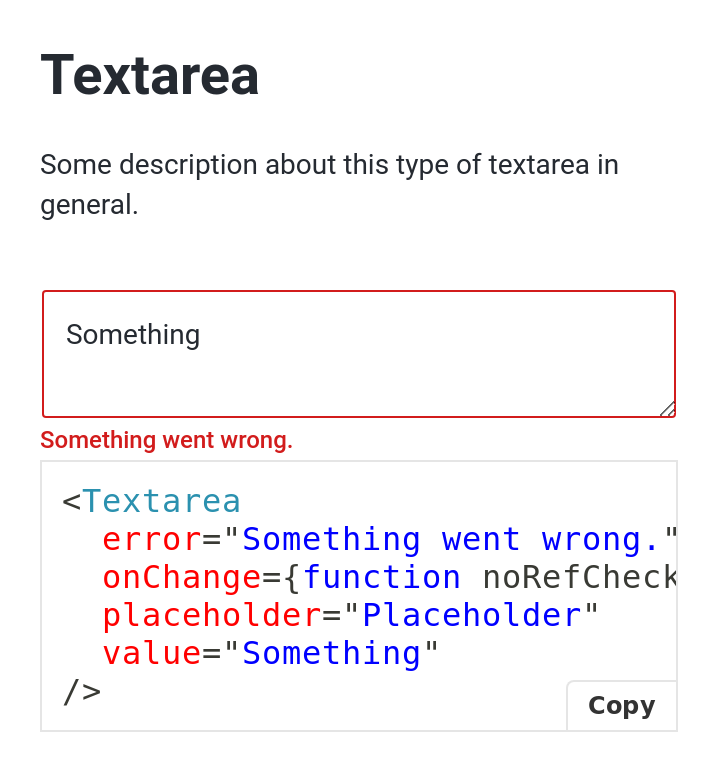 Textarea
Some description about this type of textarea in
general.
Something
Something went wrong.
<Textarea
error="Something went wrong."
onChange={function noRefCheck
placeholder="Placeholder"
value="Something"
/>
Copy